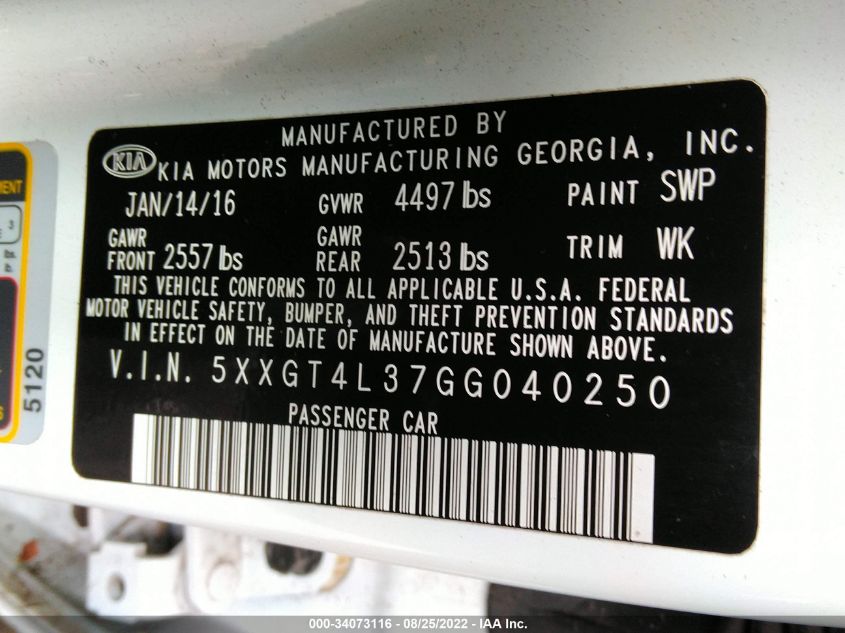 MANUFACTURED BY
KIA KIA MOTORS MANUFACTURING GEORGIA, INC.
JAN/14/16 GVWR 4497 lbs PAINT SWP
GAWR FRONT 2557 lbs GAWR REAR 2513 lbs TRIM WK
THIS VEHICLE CONFORMS TO ALL APPLICABLE U.S.A. FEDERAL
MOTOR VEHICLE SAFETY, BUMPER, AND THEFT PREVENTION STANDARDS
IN EFFECT ON THE DATE OF MANUFACTURE SHOWN ABOVE.
V.I.N. 5XXGT4L37GG040250
PASSENGER CAR
5120
000-34073116 - 08/25/2022 - IAA Inc.